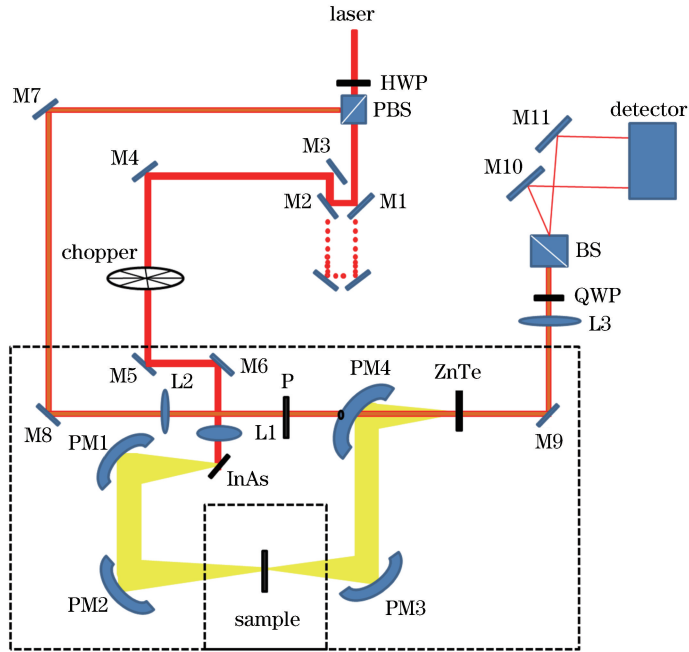 laser
HWP
PBS
M7
M3
M4
M2
M1
M11
detector
M10
BS
chopper
QWP
L3
M5
M6
L2
P
PM4
ZnTe
M8
L1
M9
PM1
InAs
PM2
PM3
sample